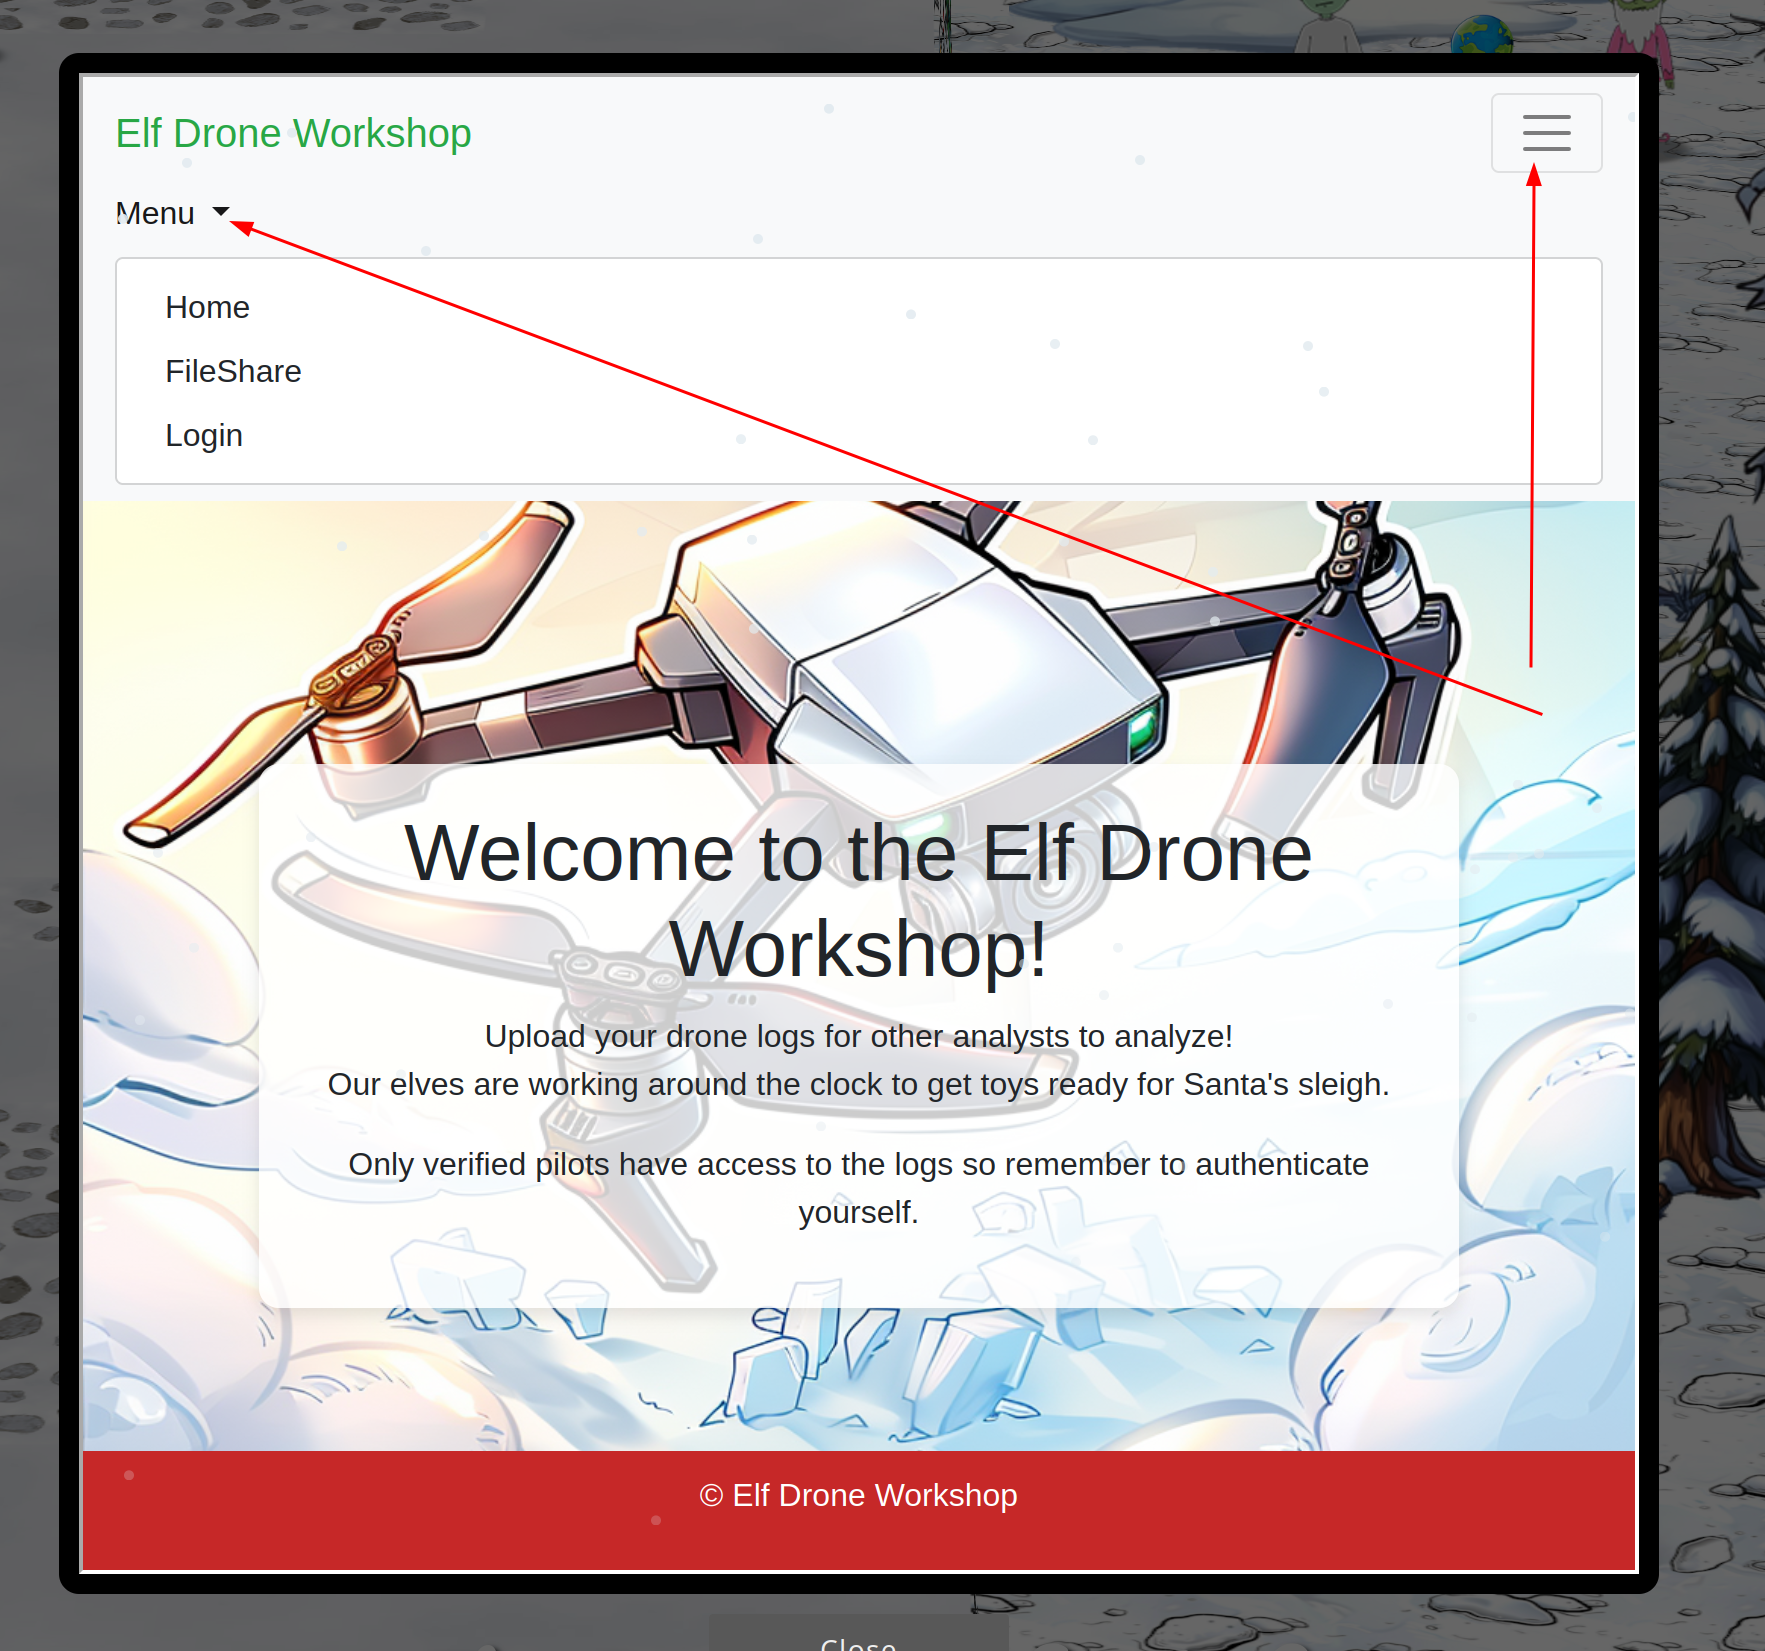 Elf Drone Workshop
Menu
Home
FileShare
Login
Welcome to the Elf Drone
Workshop!
Upload your drone logs for other analysts to analyze!
Our elves are working around the clock to get toys ready for Santa's sleigh.
Only verified pilots have access to the logs so remember to authenticate
yourself.
© Elf Drone Workshop
Close